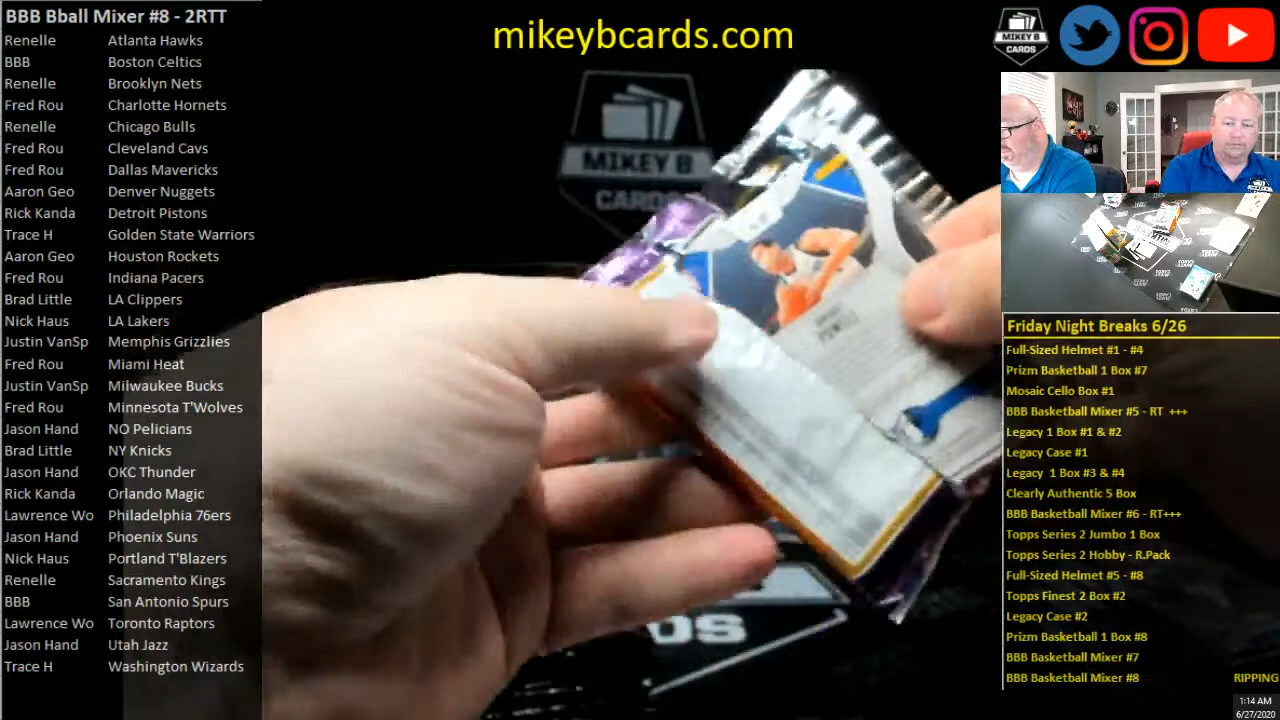 BBB Bball Mixer #8 - 2RTT
Renelle Atlanta Hawks
BBB Boston Celtics
Renelle Brooklyn Nets
Fred Rou Charlotte Hornets
Renelle Chicago Bulls
Fred Rou Cleveland Cavs
Fred Rou Dallas Mavericks
Aaron Geo Denver Nuggets
Rick Kanda Detroit Pistons
Trace H Golden State Warriors
Aaron Geo Houston Rockets
Fred Rou Indiana Pacers
Brad Little LA Clippers
Nick Haus LA Lakers
Justin VanSp Memphis Grizzlies
Fred Rou Miami Heat
Justin VanSp Milwaukee Bucks
Fred Rou Minnesota T'Wolves
Jason Hand NO Pelicians
Brad Little NY Knicks
Jason Hand OKC Thunder
Rick Kanda Orlando Magic
Lawrence Wo Philadelphia 76ers
Jason Hand Phoenix Suns
Nick Haus Portland T'Blazers
Renelle Sacramento Kings
BBB San Antonio Spurs
Lawrence Wo Toronto Raptors
Jason Hand Utah Jazz
Trace H Washington Wizards
mikeybcards.com
MIKEY B
CARDS
MIKEY B
CARDS
Friday Night Breaks 6/26
Full-Sized Helmet #1 - #4
Prizm Basketball 1 Box #7
Mosaic Cello Box #1
BBB Basketball Mixer #5 - RT +++
Legacy 1 Box #1 & #2
Legacy Case #1
Legacy 1 Box #3 & #4
Clearly Authentic 5 Box
BBB Basketball Mixer #6 - RT+++
Topps Series 2 Jumbo 1 Box
Topps Series 2 Hobby - R.Pack
Full-Sized Helmet #5 - #8
Topps Finest 2 Box #2
Legacy Case #2
Prizm Basketball 1 Box #8
BBB Basketball Mixer #7
BBB Basketball Mixer #8 RIPPING
1:14 AM
6/27/2020